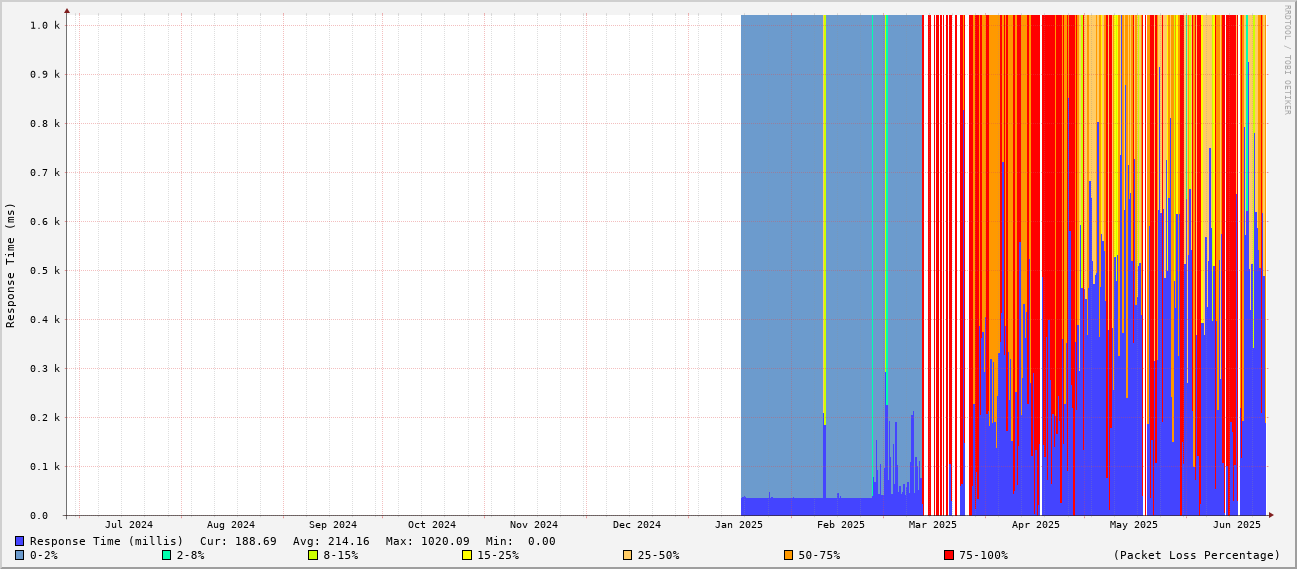 RRDTOOL / TOBI OETIKER
Response Time (ms)
1.0 k
0.9 k
0.8 k
0.7 k
0.6 k
0.5 k
0.4 k
0.3 k
0.2 k
0.1 k
0.0
Jul 2024 Aug 2024 Sep 2024 Oct 2024 Nov 2024 Dec 2024 Jan 2025 Feb 2025 Mar 2025 Apr 2025 May 2025 Jun 2025
Response Time (millis) Cur: 188.69 Avg: 214.16 Max: 1020.09 Min: 0.00
0-2% 2-8% 8-15% 15-25% 25-50% 50-75% 75-100% (Packet Loss Percentage)